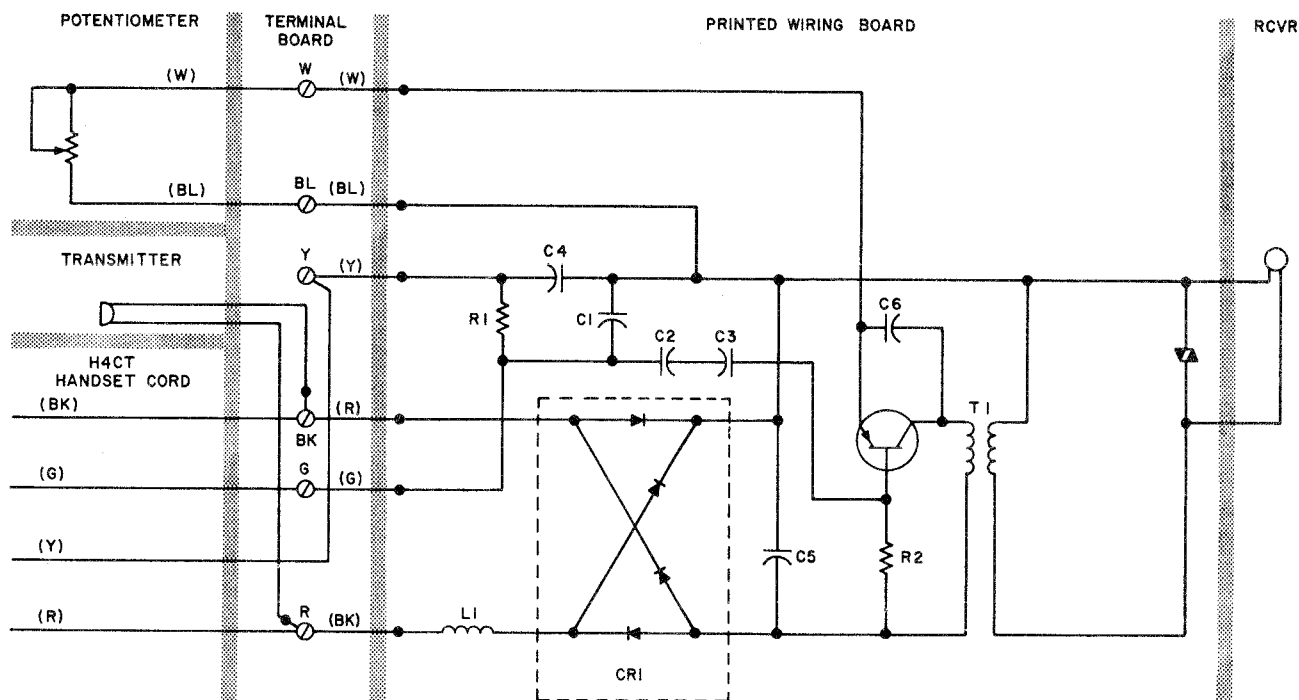 POTENTIOMETER
TERMINAL
BOARD
PRINTED WIRING BOARD
RCVR
(W)
W
(W)
(BL)
BL
(BL)
TRANSMITTER
Y
(Y)
C4
R1
C1
C2
C3
C6
H4CT
HANDSET CORD
(BK)
(R)
BK
T1
(G)
G
(G)
(Y)
C5
R2
(R)
R
(BK)
L1
CR1